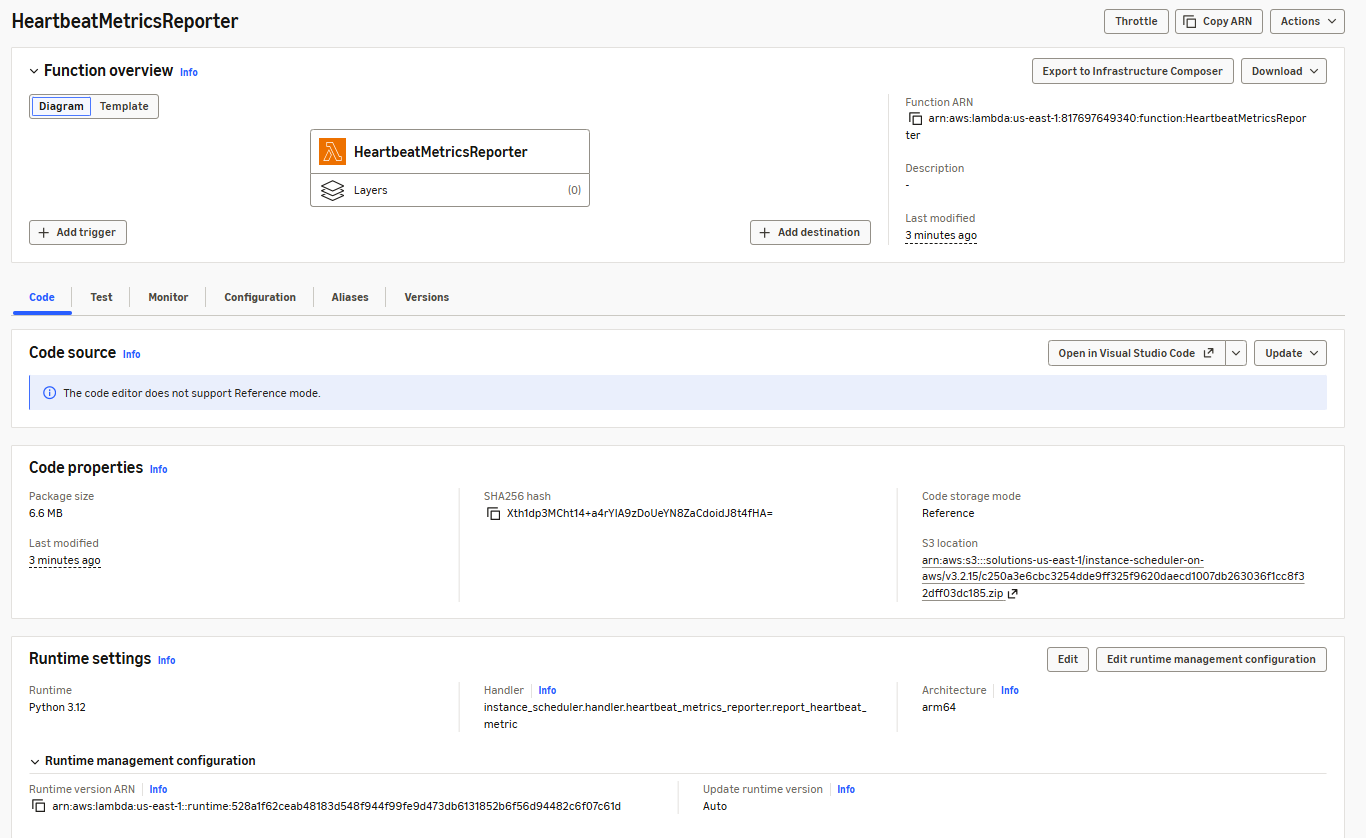 HeartbeatMetricsReporter
Throttle
Copy ARN
Actions
Function overview Info
Export to Infrastructure Composer
Download
Diagram
Template
HeartbeatMetricsReporter
Layers
(0)
Add trigger
Add destination
Function ARN
arn:aws:lambda:us-east-1:817697649340:function:HeartbeatMetricsRepor
ter
Description
-
Last modified
3 minutes ago
Code
Test
Monitor
Configuration
Aliases
Versions
Code source Info
Open in Visual Studio Code
Update
The code editor does not support Reference mode.
Code properties Info
Package size
6.6 MB
Last modified
3 minutes ago
SHA256 hash
Xth1dp3MCht14+a4rYlA9zDoUeYN8ZaCdoidJ8t4fHA=
Code storage mode
Reference
S3 location
arn:aws:s3:::solutions-us-east-1/instance-scheduler-on-
aws/v3.2.15/c250a3e6cbc3254dde9ff325f9620daecd1007db263036f1cc8f3
2dff03dc185.zip
Runtime settings Info
Edit
Edit runtime management configuration
Runtime
Python 3.12
Handler Info
instance_scheduler.handler.heartbeat_metrics_reporter.report_heartbeat_
metric
Architecture Info
arm64
Runtime management configuration
Runtime version ARN Info
arn:aws:lambda:us-east-1::runtime:528a1f62ceab48183d548f944f99fe9d473db6131852b6f56d94482c6f07c61d
Update runtime version Info
Auto